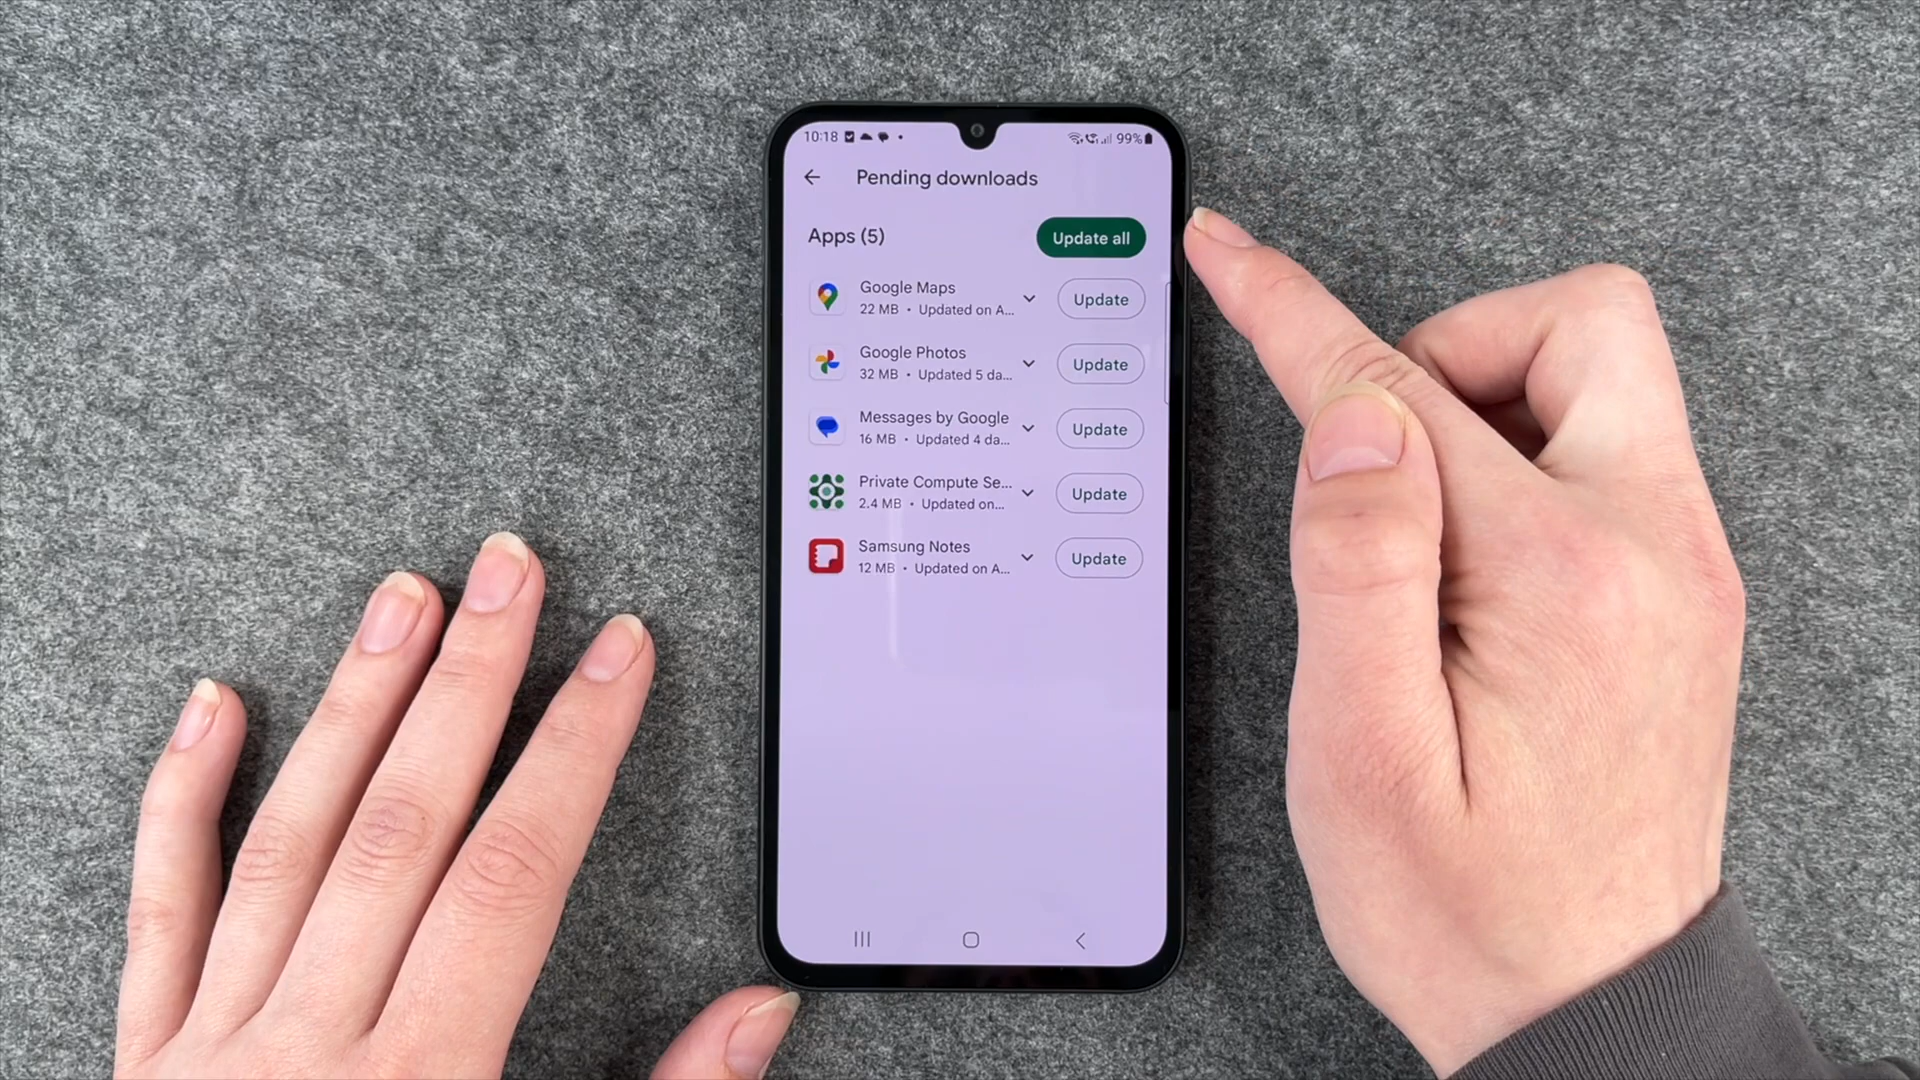 10:18 99%
Pending downloads
Apps (5) Update all
Google Maps
22 MB • Updated on A... Update
Google Photos
32 MB • Updated 5 da... Update
Messages by Google
16 MB • Updated 4 da... Update
Private Compute Se...
2.4 MB • Updated on... Update
Samsung Notes
12 MB • Updated on A... Update